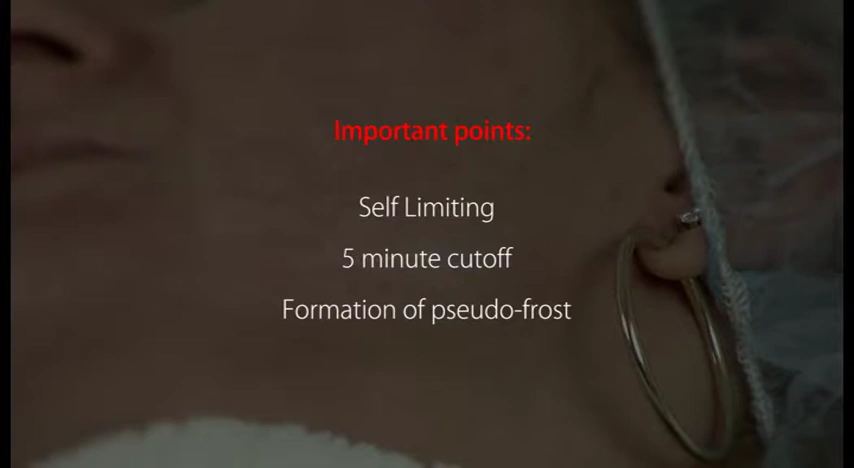 Important points:
Self Limiting
5 minute cutoff
Formation of pseudo-frost